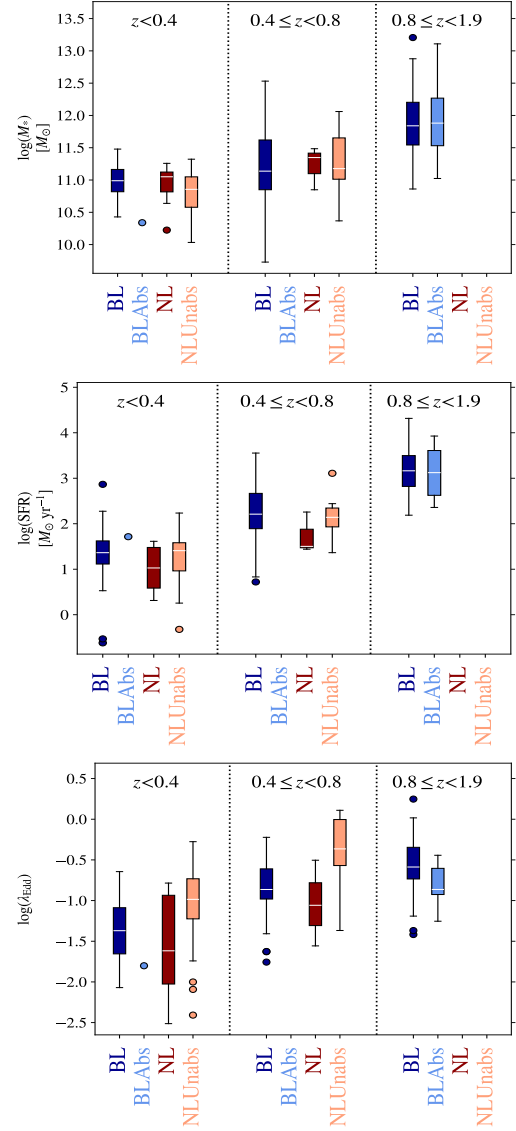 z<0.4 0.4≤z<0.8 0.8≤z<1.9
13.5
13.0
12.5
12.0
11.5
11.0
10.5
10.0
log(M*)
[M⊙]
BL BLAbs NL NLUnabs BL BLAbs NL NLUnabs BL BLAbs NL NLUnabs
z<0.4 0.4≤z<0.8 0.8≤z<1.9
5
4
3
2
1
0
log(SFR)
[M⊙ yr⁻¹]
BL BLAbs NL NLUnabs BL BLAbs NL NLUnabs BL BLAbs NL NLUnabs
z<0.4 0.4≤z<0.8 0.8≤z<1.9
0.5
0.0
−0.5
−1.0
−1.5
−2.0
−2.5
log(λEdd)
BL BLAbs NL NLUnabs BL BLAbs NL NLUnabs BL BLAbs NL NLUnabs